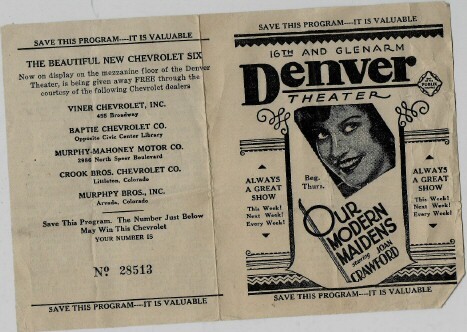 SAVE THIS PROGRAM----IT IS VALUABLE
THE BEAUTIFUL NEW CHEVROLET SIX
Now on display on the mezzanine floor of the Denver
Theater, is being given away FREE through the
courtesy of the following Chevrolet dealers
VINER CHEVROLET, INC.
455 Broadway
BAPTIE CHEVROLET CO.
Opposite Civic Center Library
MURPHY-MAHONEY MOTOR CO.
2986 North Speer Boulevard
CROOK BROS. CHEVROLET CO.
Littleton, Colorado
MURPHPY BROS., INC.
Arvada, Colorado
Save This Program. The Number Just Below
May Win This Chevrolet
YOUR NUMBER IS
No 28513
SAVE THIS PROGRAM----IT IS VALUABLE
SAVE THIS PROGRAM----IT IS VALUABLE
16TH AND GLENARM
Denver
THEATER
PUBLIX
ALWAYS
A GREAT
SHOW
This Week!
Next Week!
Every Week!
Beg.
Thurs.
OUR
MODERN
MAIDENS
starring JOAN
CRAWFORD
ALWAYS
A GREAT
SHOW
This Week!
Next Week!
Every Week!
SAVE THIS PROGRAM----IT IS VALUABLE